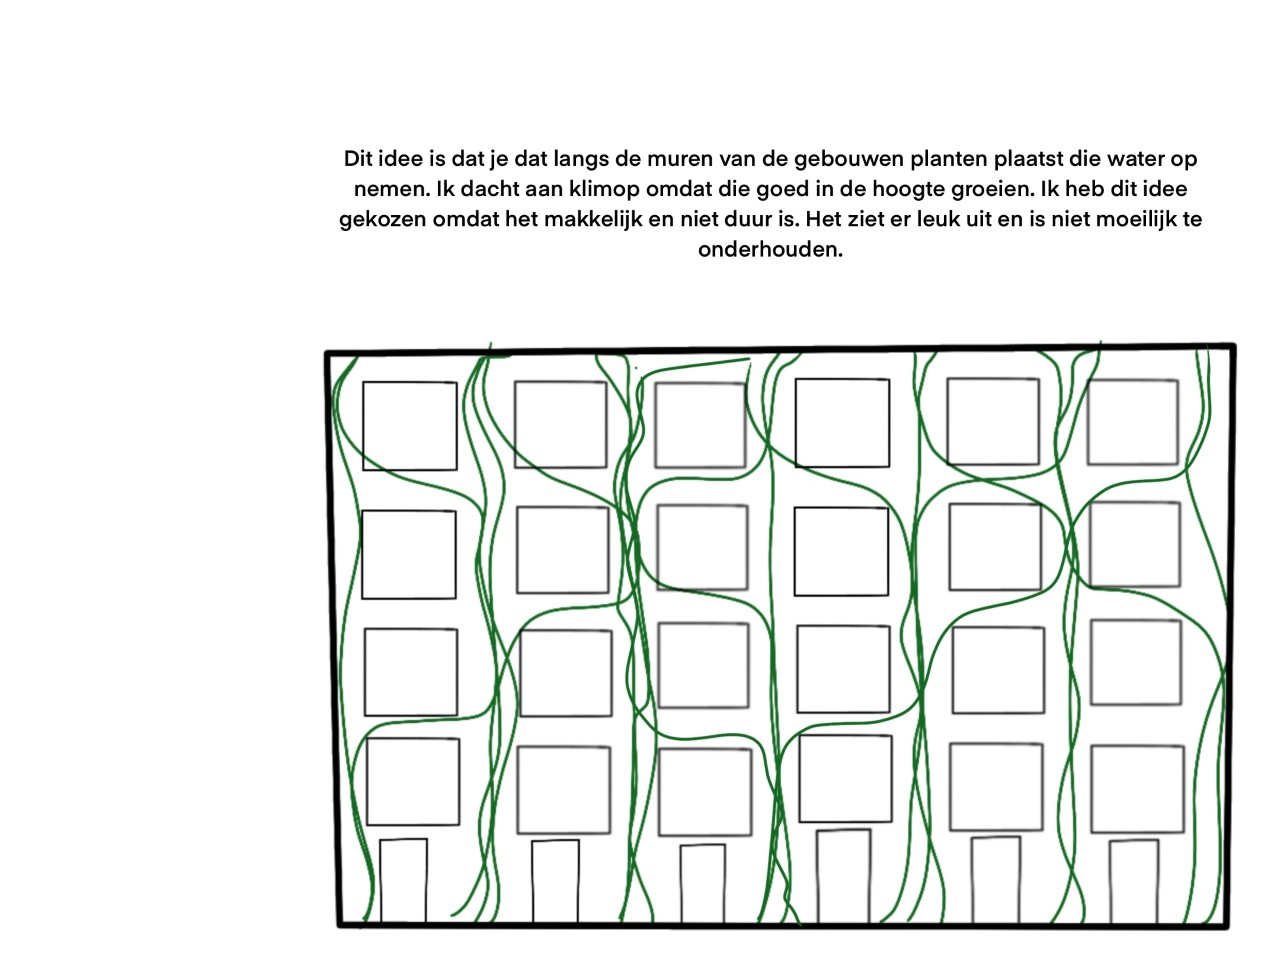 Dit idee is dat je dat langs de muren van de gebouwen planten plaatst die water op
nemen. Ik dacht aan klimop omdat die goed in de hoogte groeien. Ik heb dit idee
gekozen omdat het makkelijk en niet duur is. Het ziet er leuk uit en is niet moeilijk te
onderhouden.